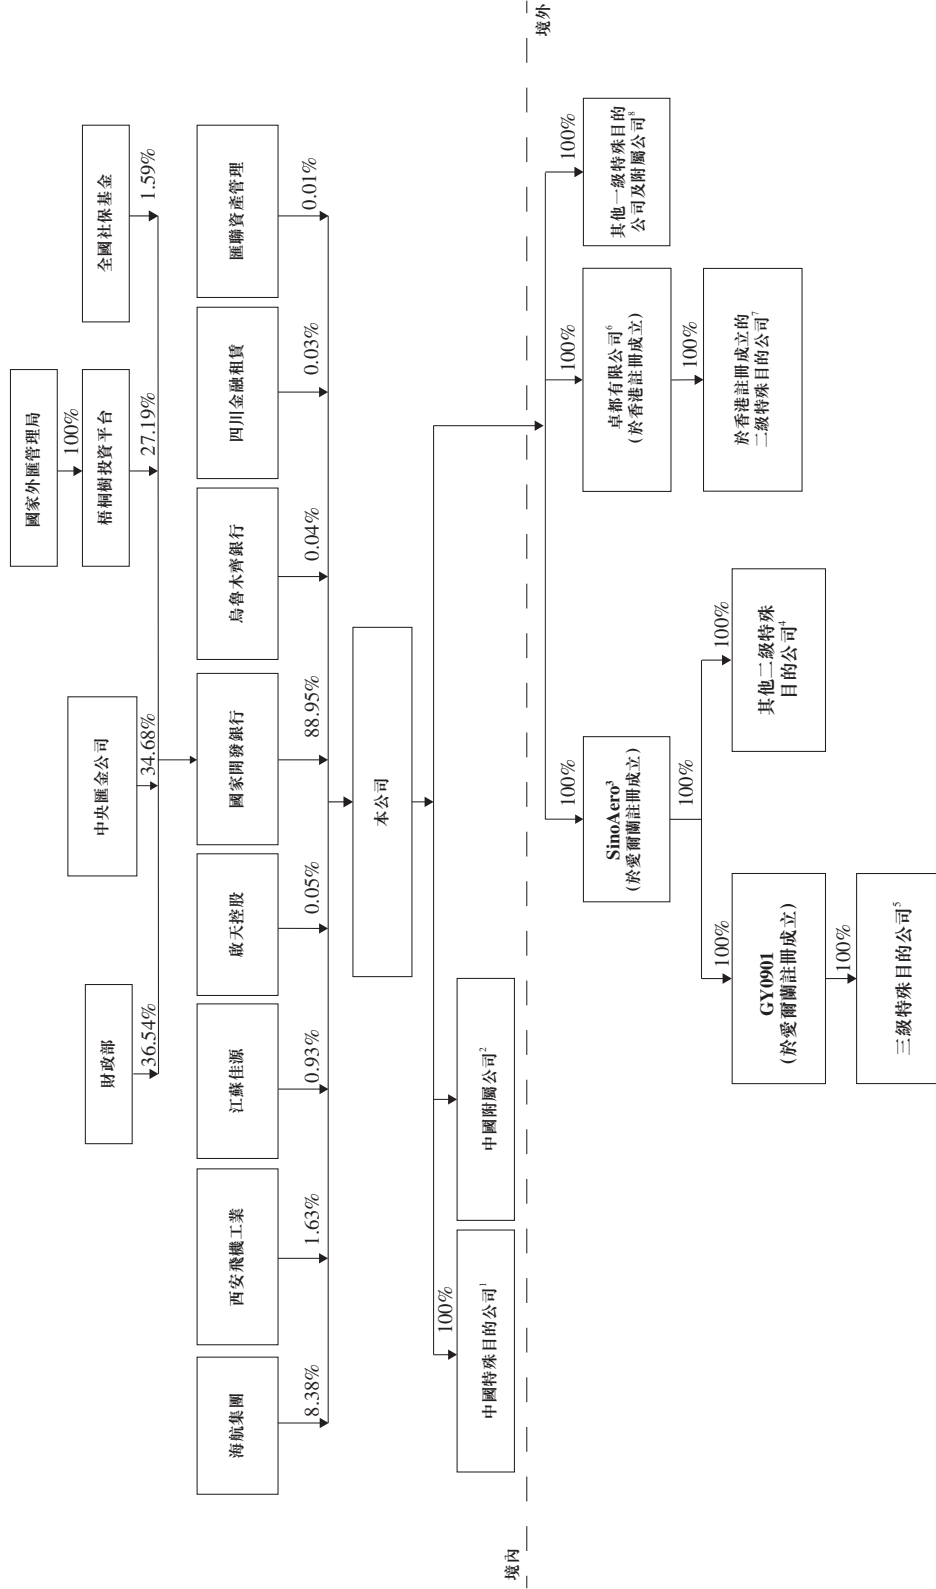 國家外匯管理局
100%
財政部
中央匯金公司
梧桐樹投資平台
全國社保基金
36.54%
34.68%
27.19%
1.59%
海航集團
西安飛機工業
江蘇佳源
啟天控股
國家開發銀行
烏魯木齊銀行
四川金融租賃
匯聯資產管理
8.38%
1.63%
0.93%
0.05%
88.95%
0.04%
0.03%
0.01%
本公司
100%
中國特殊目的公司1
中國附屬公司2
境內
境外
100%
100%
100%
SinoAero3
(於愛爾蘭註冊成立)
卓都有限公司6
(於香港註冊成立)
其他一級特殊目的
公司及附屬公司8
100%
100%
100%
100%
GY0901
(於愛爾蘭註冊成立)
其他二級特殊
目的公司4
於香港註冊成立的
二級特殊目的公司7
100%
三級特殊目的公司5